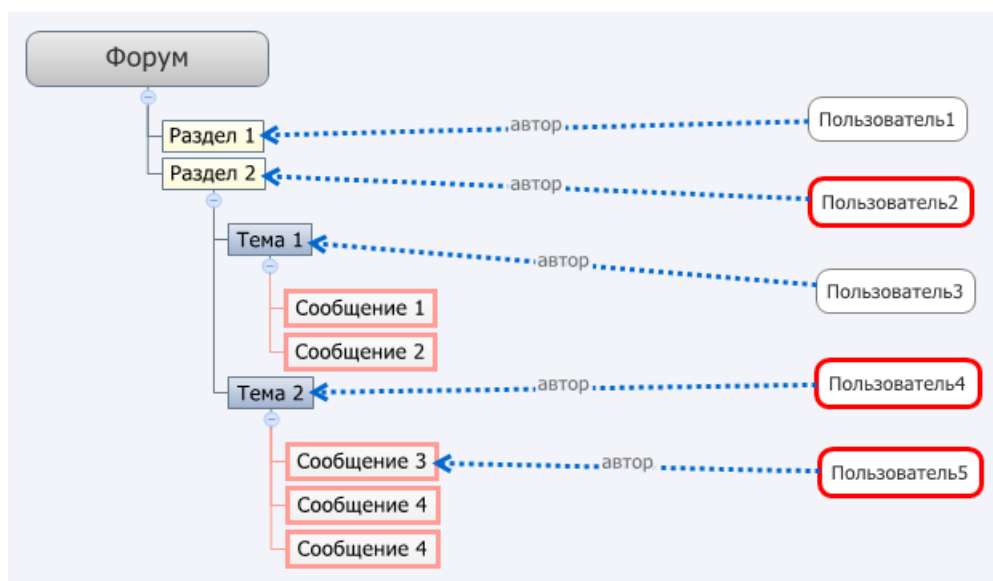 Форум
Раздел 1
автор
Пользователь1
Раздел 2
автор
Пользователь2
Тема 1
автор
Пользователь3
Сообщение 1
Сообщение 2
Тема 2
автор
Пользователь4
Сообщение 3
автор
Пользователь5
Сообщение 4
Сообщение 4